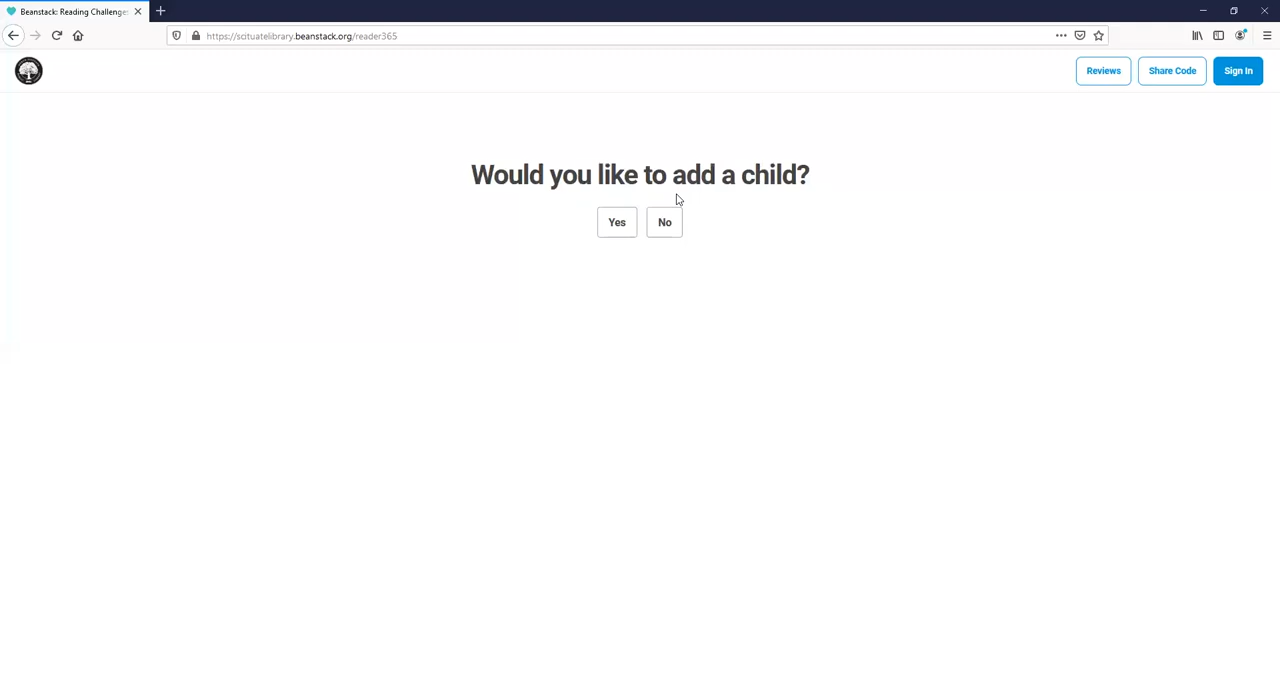 Beanstack: Reading Challenge
https://scituatelibrary.beanstack.org/reader365
Reviews
Share Code
Sign In
Would you like to add a child?
Yes
No